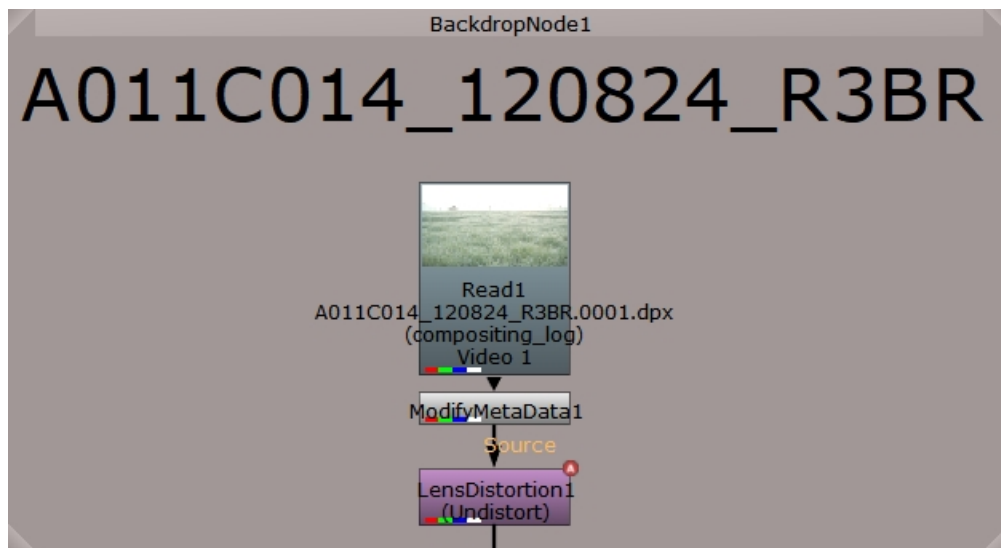 BackdropNode1
A011C014_120824_R3BR
Read1
A011C014_120824_R3BR.0001.dpx
(compositing_log)
Video 1
ModifyMetaData1
Source
A
LensDistortion1
(Undistort)